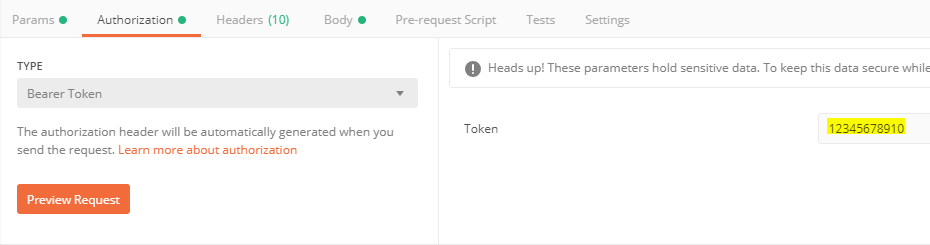 Params Authorization Headers (10) Body Pre-request Script Tests Settings
TYPE
Bearer Token
The authorization header will be automatically generated when you
send the request. Learn more about authorization
Preview Request
Heads up! These parameters hold sensitive data. To keep this data secure while
Token
12345678910